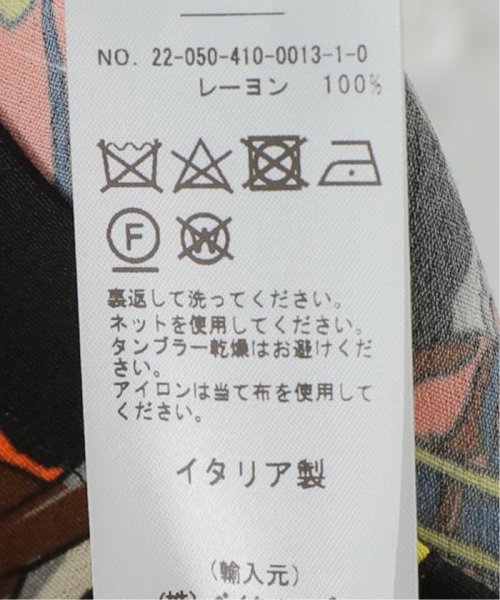 NO. 22-050-410-0013-1-0
レーヨン 100%
F
W
裏返して洗ってください。
ネットを使用してください。
タンブラー乾燥はお避けくだ
さい。
アイロンは当て布を使用して
ください。
イタリア製
(輸入元)